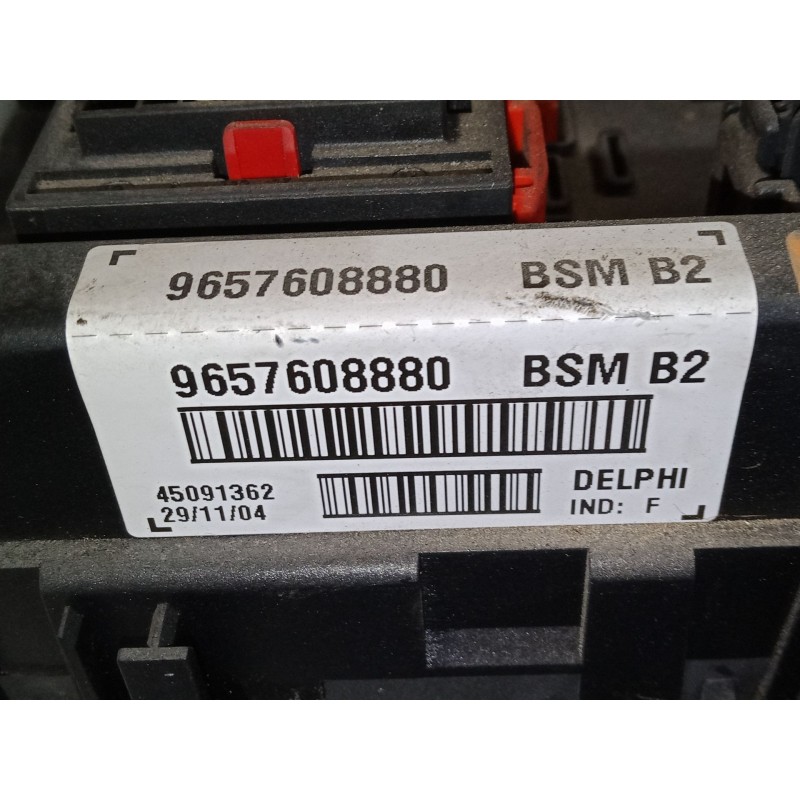 9657608880 BSM B2
9657608880 BSM B2
45091362 DELPHI
29/11/04 IND: F